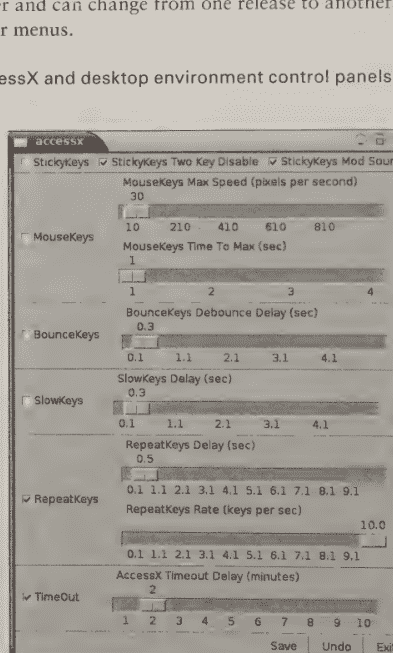 er and can change from one release to another
r menus.
essX and desktop environment control panels
accessx
StickyKeys StickyKeys Two Key Disable StickyKeys Mod Sour
MouseKeys Max Speed (pixels per second)
30
10 210 410 610 810
MouseKeys
MouseKeys Time To Max (sec)
1
1 2 3 4
BounceKeys Debounce Delay (sec)
0.3
BounceKeys
0.1 1.1 2.1 3.1 4.1
SlowKeys Delay (sec)
0.3
SlowKeys
0.1 1.1 2.1 3.1 4.1
RepeatKeys Delay (sec)
0.5
0.1 1.1 2.1 3.1 4.1 5.1 6.1 7.1 8.1 9.1
RepeatKeys
RepeatKeys Rate (keys per sec)
10.0
0.1 1.1 2.1 3.1 4.1 5.1 6.1 7.1 8.1 9.1
AccessX Timeout Delay (minutes)
2
TimeOut
1 2 3 4 5 6 7 8 9 10
Save Undo Exi